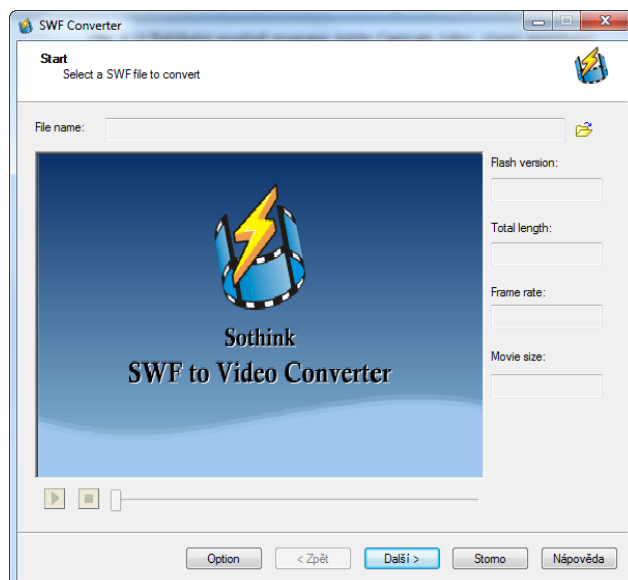 SWF Converter
Start
Select a SWF file to convert
File name:
Flash version:
Total length:
Frame rate:
Movie size:
Sothink
SWF to Video Converter
Option
< Zpět
Další >
Storno
Nápověda